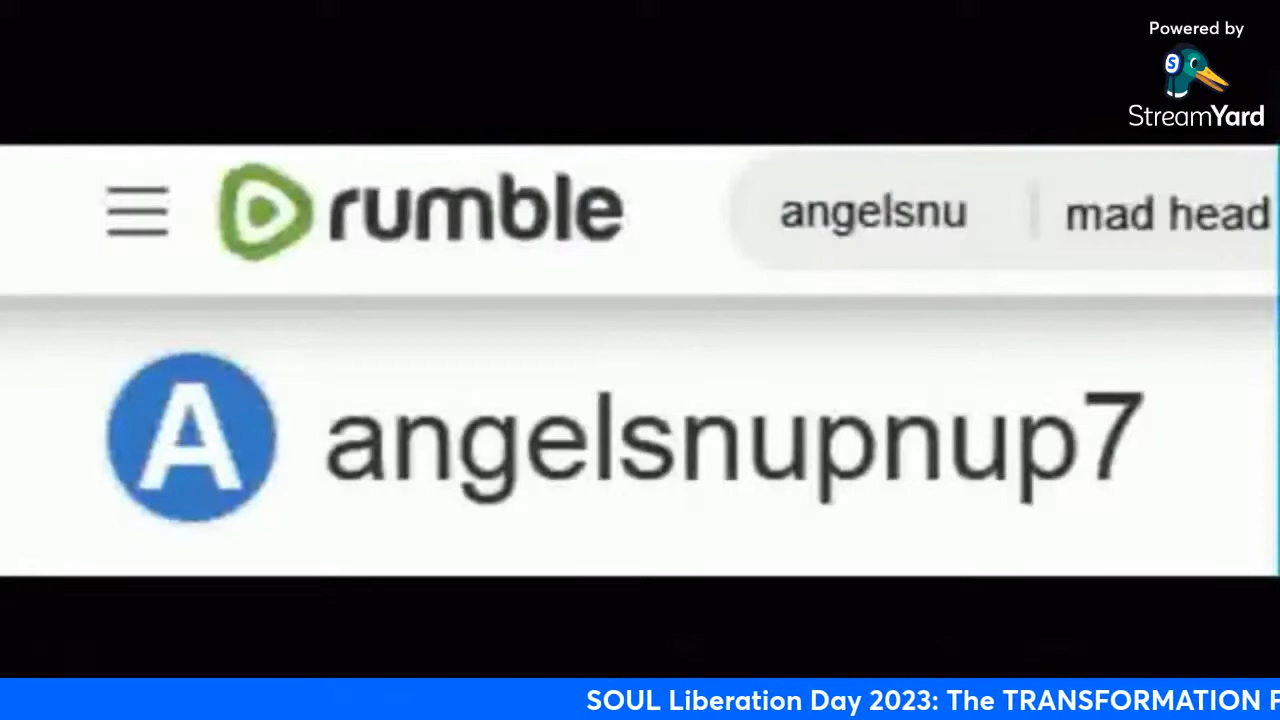 Powered by
S
StreamYard
rumble
angelsnu
mad head
A
angelsnupnup7
SOUL Liberation Day 2023: The TRANSFORMATION